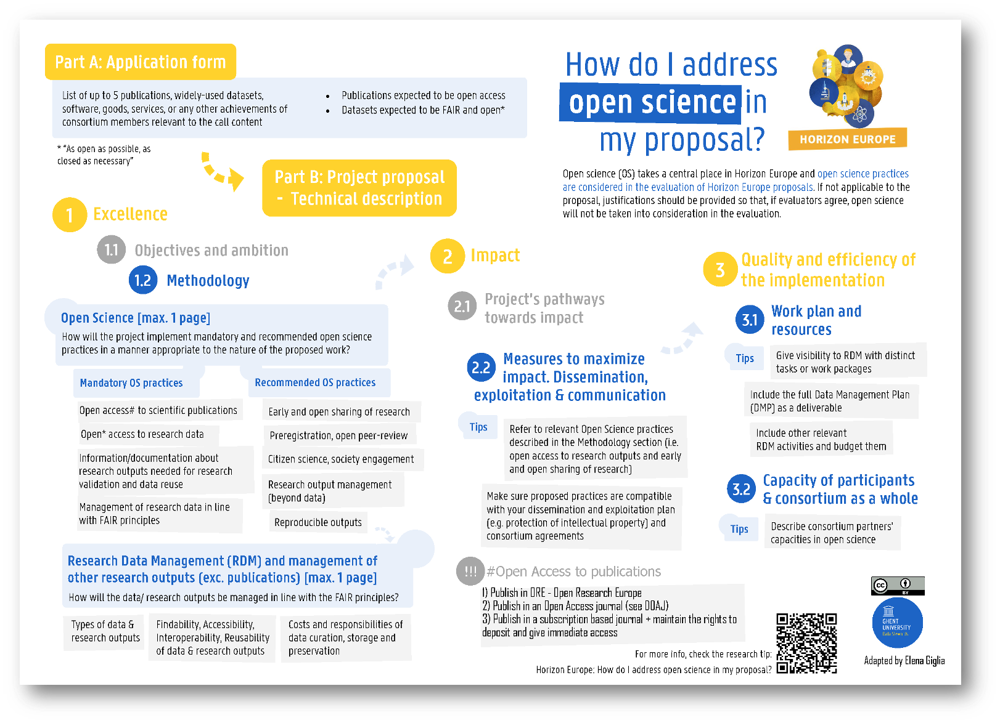 Part A: Application form
List of up to 5 publications, widely-used datasets,
software, goods, services, or any other achievements of
consortium members relevant to the call content
• Publications expected to be open access
• Datasets expected to be FAIR and open*
* “As open as possible, as
closed as necessary”
How do I address
open science in
my proposal?
HORIZON EUROPE
Open science (OS) takes a central place in Horizon Europe and open science practices
are considered in the evaluation of Horizon Europe proposals. If not applicable to the
proposal, justifications should be provided so that, if evaluators agree, open science
will not be taken into consideration in the evaluation.
Part B: Project proposal
- Technical description
1 Excellence
1.1 Objectives and ambition
1.2 Methodology
Open Science [max. 1 page]
How will the project implement mandatory and recommended open science
practices in a manner appropriate to the nature of the proposed work?
Mandatory OS practices
Open access# to scientific publications
Open* access to research data
Information/documentation about
research outputs needed for research
validation and data reuse
Management of research data in line
with FAIR principles
Recommended OS practices
Early and open sharing of research
Preregistration, open peer-review
Citizen science, society engagement
Research output management
(beyond data)
Reproducible outputs
Research Data Management (RDM) and management of
other research outputs (exc. publications) [max. 1 page]
How will the data/ research outputs be managed in line with the FAIR principles?
Types of data &
research outputs
Findability, Accessibility,
Interoperability, Reusability
of data & research outputs
Costs and responsibilities of
data curation, storage and
preservation
2 Impact
2.1 Project's pathways
towards impact
2.2 Measures to maximize
impact. Dissemination,
exploitation & communication
Tips
Refer to relevant Open Science practices
described in the Methodology section (i.e.
open access to research outputs and early
and open sharing of research)
Make sure proposed practices are compatible
with your dissemination and exploitation plan
(e.g. protection of intellectual property) and
consortium agreements
!!! #Open Access to publications
1) Publish in ORE - Open Research Europe
2) Publish in an Open Access journal (see DOAJ)
3) Publish in a subscription based journal + maintain the rights to
deposit and give immediate access
For more info, check the research tip:
Horizon Europe: How do I address open science in my proposal?
3 Quality and efficiency of
the implementation
3.1 Work plan and
resources
Tips
Give visibility to RDM with distinct
tasks or work packages
Include the full Data Management Plan
(DMP) as a deliverable
Include other relevant
RDM activities and budget them
3.2 Capacity of participants
& consortium as a whole
Tips
Describe consortium partners’
capacities in open science
CC BY
GHENT
UNIVERSITY
Data Stewards
Adapted by Elena Giglia